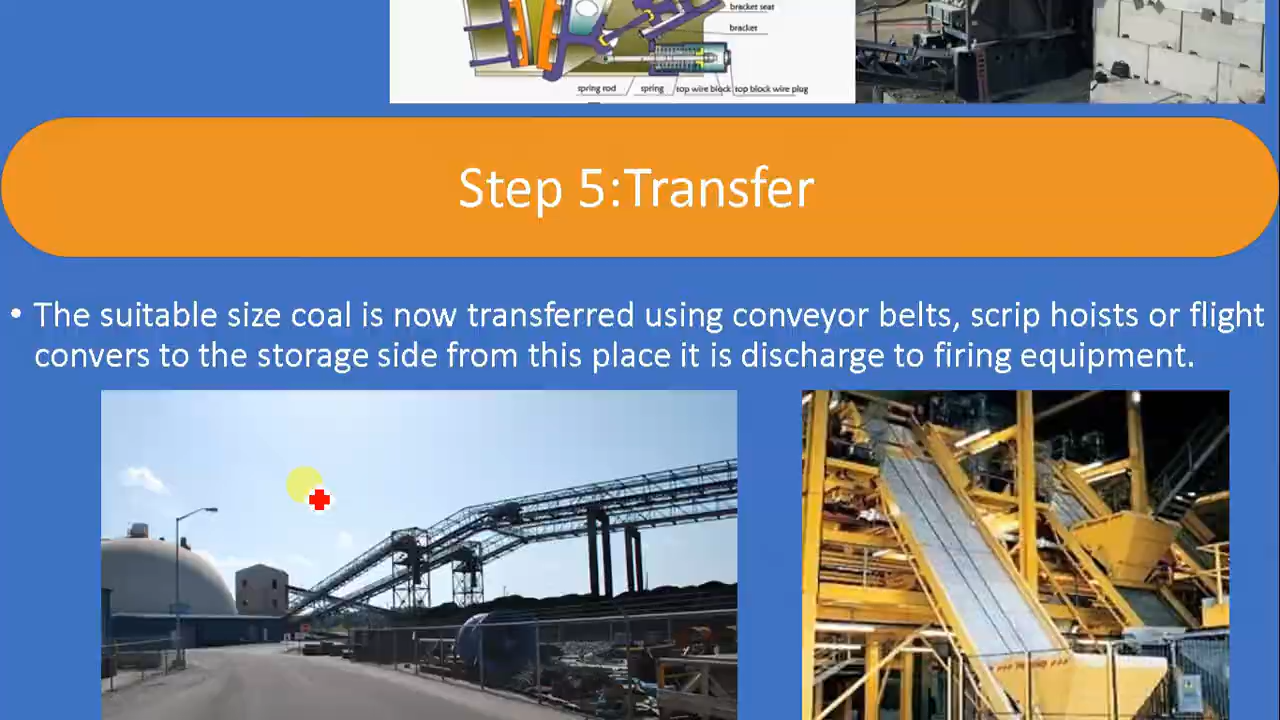 bracket seat
bracket
spring rod
spring
top wire block
top block wire plug
Step 5:Transfer
• The suitable size coal is now transferred using conveyor belts, scrip hoists or flight
convers to the storage side from this place it is discharge to firing equipment.